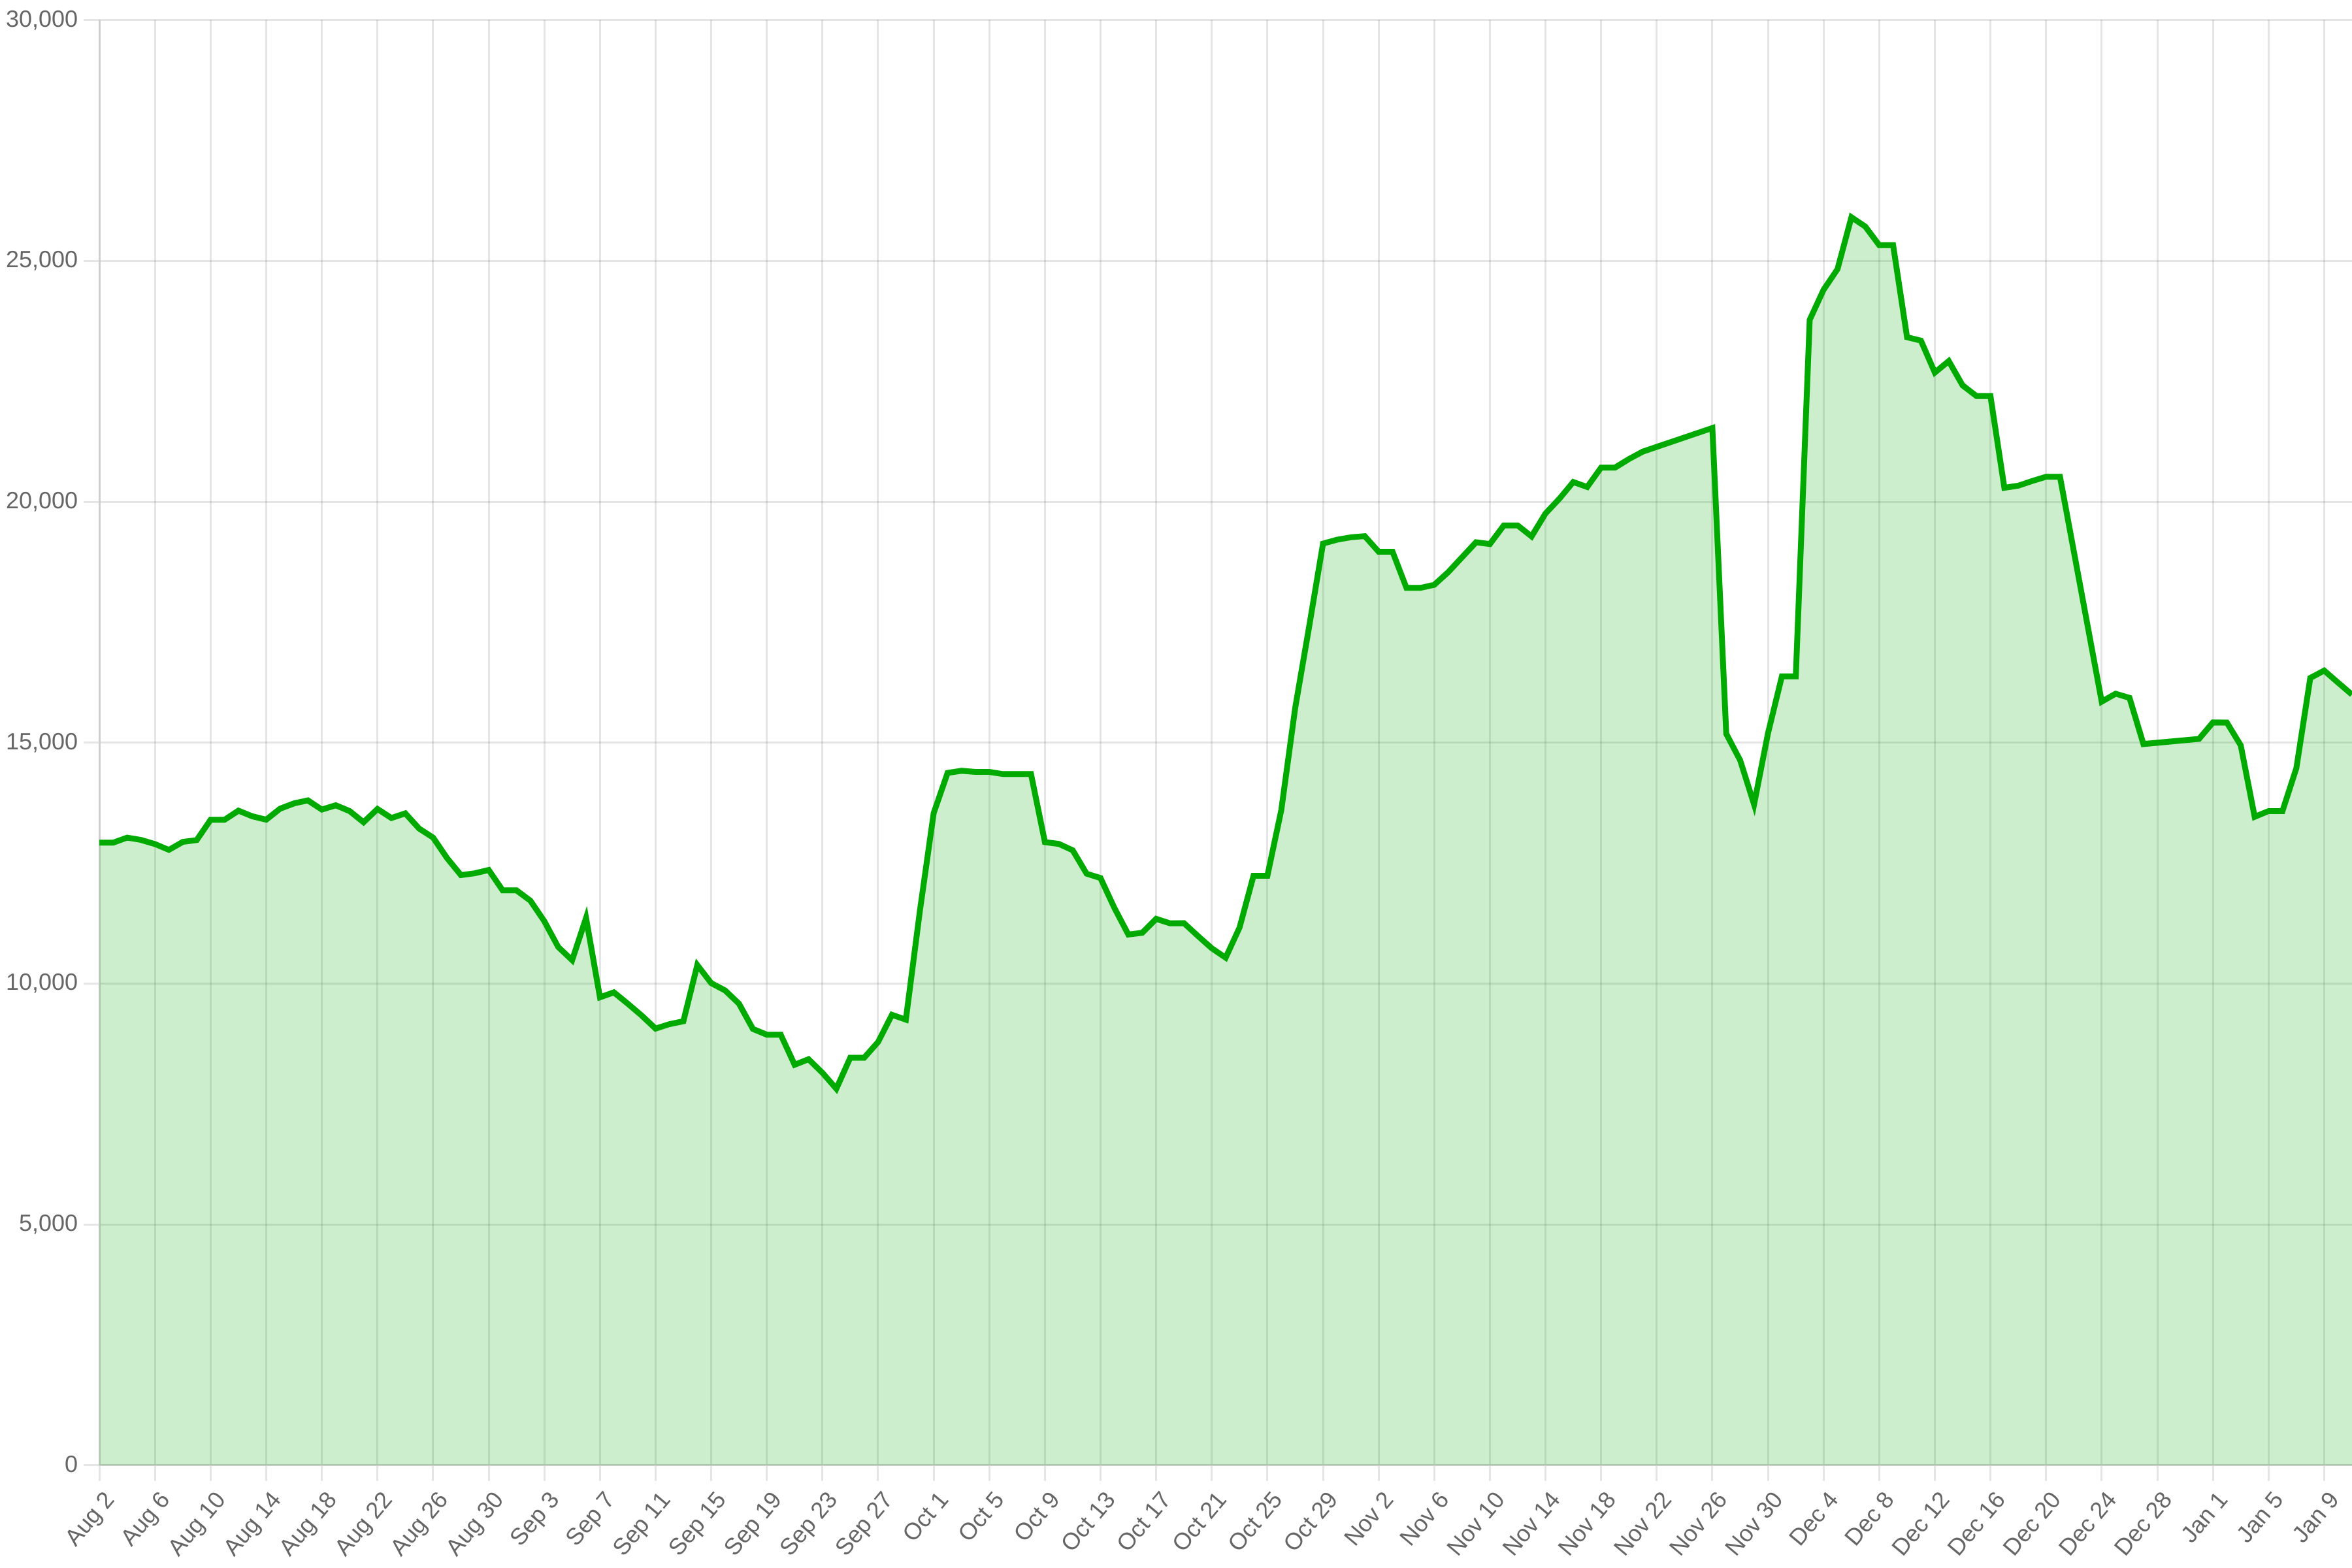 30,000
25,000
20,000
15,000
10,000
5,000
0
Aug 2
Aug 6
Aug 10
Aug 14
Aug 18
Aug 22
Aug 26
Aug 30
Sep 3
Sep 7
Sep 11
Sep 15
Sep 19
Sep 23
Sep 27
Oct 1
Oct 5
Oct 9
Oct 13
Oct 17
Oct 21
Oct 25
Oct 29
Nov 2
Nov 6
Nov 10
Nov 14
Nov 18
Nov 22
Nov 26
Nov 30
Dec 4
Dec 8
Dec 12
Dec 16
Dec 20
Dec 24
Dec 28
Jan 1
Jan 5
Jan 9